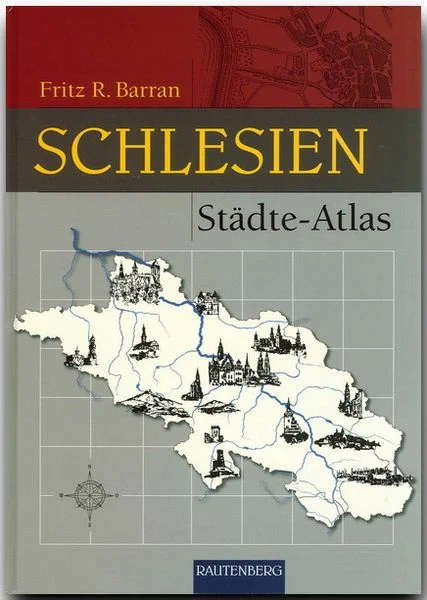 Fritz R. Barran
SCHLESIEN
Städte-Atlas
N
W
O
S
RAUTENBERG